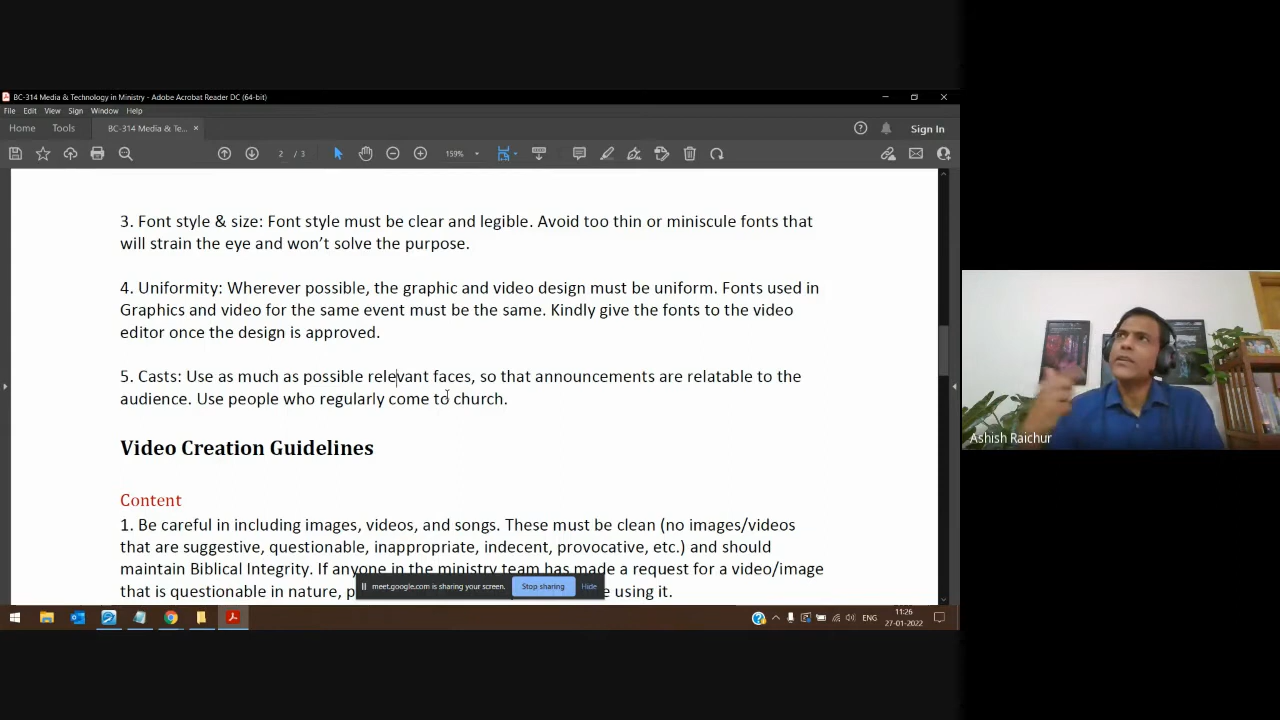 BC-314 Media & Technology in Ministry - Adobe Acrobat Reader DC (64-bit)
File Edit View Sign Window Help
Home Tools BC-314 Media & Te... × Sign In
2 / 3 159%
3. Font style & size: Font style must be clear and legible. Avoid too thin or miniscule fonts that
will strain the eye and won't solve the purpose.
4. Uniformity: Wherever possible, the graphic and video design must be uniform. Fonts used in
Graphics and video for the same event must be the same. Kindly give the fonts to the video
editor once the design is approved.
5. Casts: Use as much as possible relevant faces, so that announcements are relatable to the
audience. Use people who regularly come to church.
Video Creation Guidelines
Content
1. Be careful in including images, videos, and songs. These must be clean (no images/videos
that are suggestive, questionable, inappropriate, indecent, provocative, etc.) and should
maintain Biblical Integrity. If anyone in the ministry team has made a request for a video/image
that is questionable in nature, p
e using it.
meet.google.com is sharing your screen. Stop sharing Hide
ENG 11:26
27-01-2022
Ashish Raichur